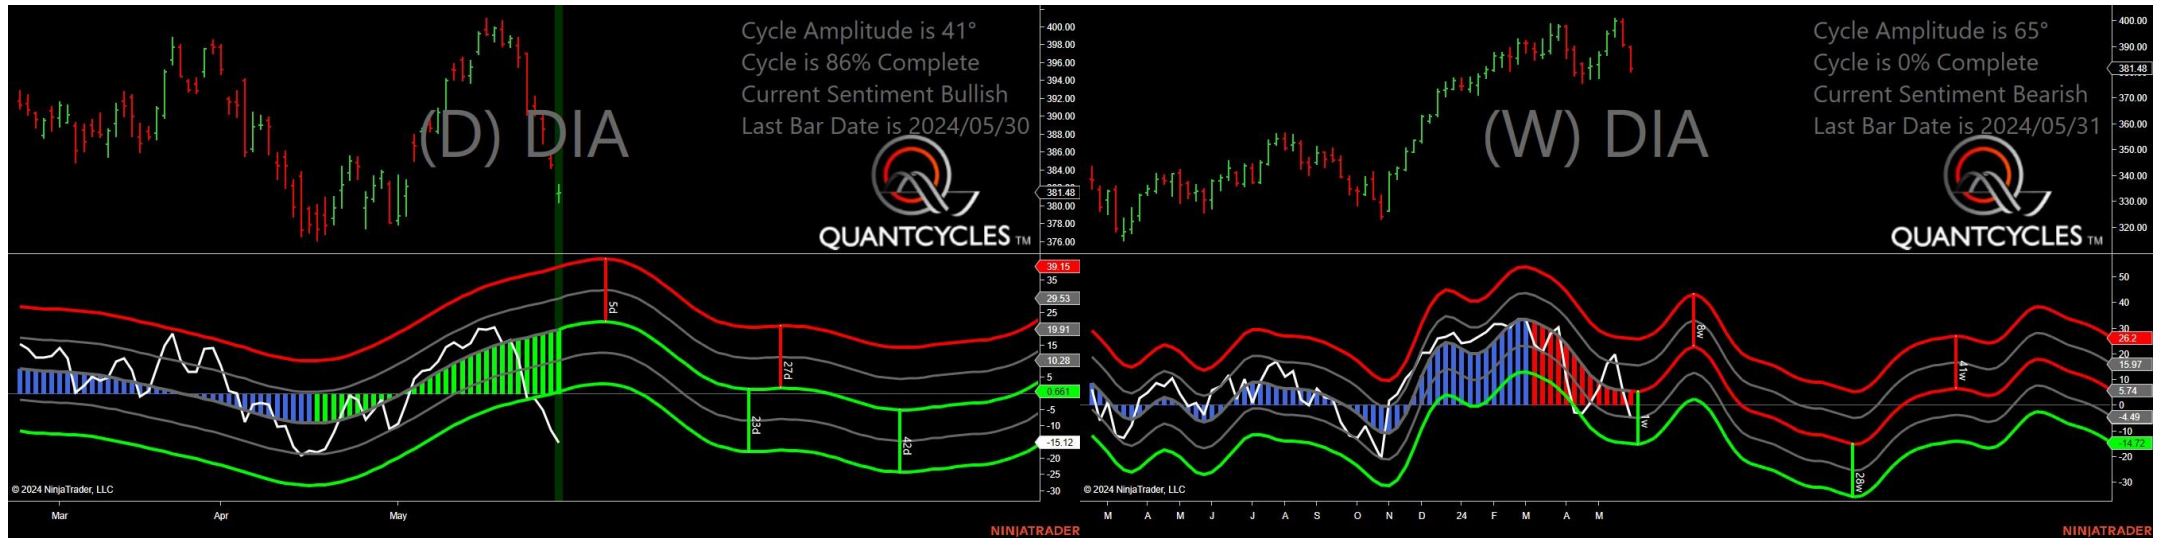 Cycle Amplitude is 41°
Cycle is 86% Complete
Current Sentiment Bullish
Last Bar Date is 2024/05/30
(D) DIA
QUANTCYCLES TM
400.00
398.00
396.00
394.00
392.00
390.00
388.00
386.00
384.00
381.48
380.00
378.00
376.00
39.15
35
29.53
25
19.91
15
10.28
5
0.661
-5
-10
-15.12
-20
-25
-30
5d
27d
23d
42d
© 2024 NinjaTrader, LLC
Mar
Apr
May
NINJATRADER
Cycle Amplitude is 65°
Cycle is 0% Complete
Current Sentiment Bearish
Last Bar Date is 2024/05/31
(W) DIA
QUANTCYCLES TM
400.00
390.00
381.48
370.00
360.00
350.00
340.00
330.00
320.00
50
40
30
26.2
20
15.97
10
5.74
0
-4.49
-10
-14.72
-20
-30
8w
41w
1w
28w
© 2024 NinjaTrader, LLC
M A M J J A S O N D 24 F M A M
NINJATRADER